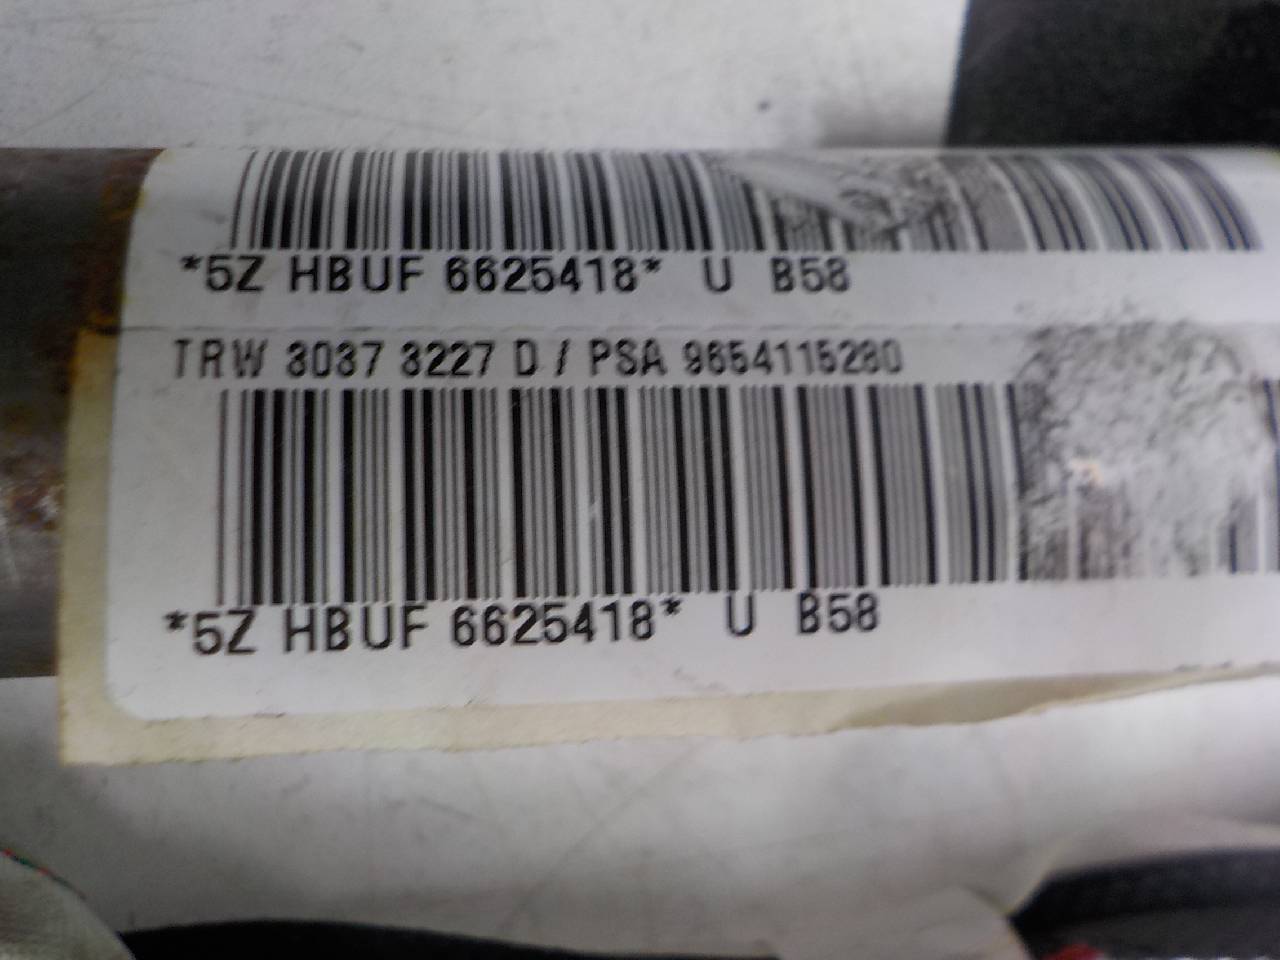 *5Z HBUF 6625418* U B58
TRW 3037 3227 D / PSA 9654115280
*5Z HBUF 6625418* U B58